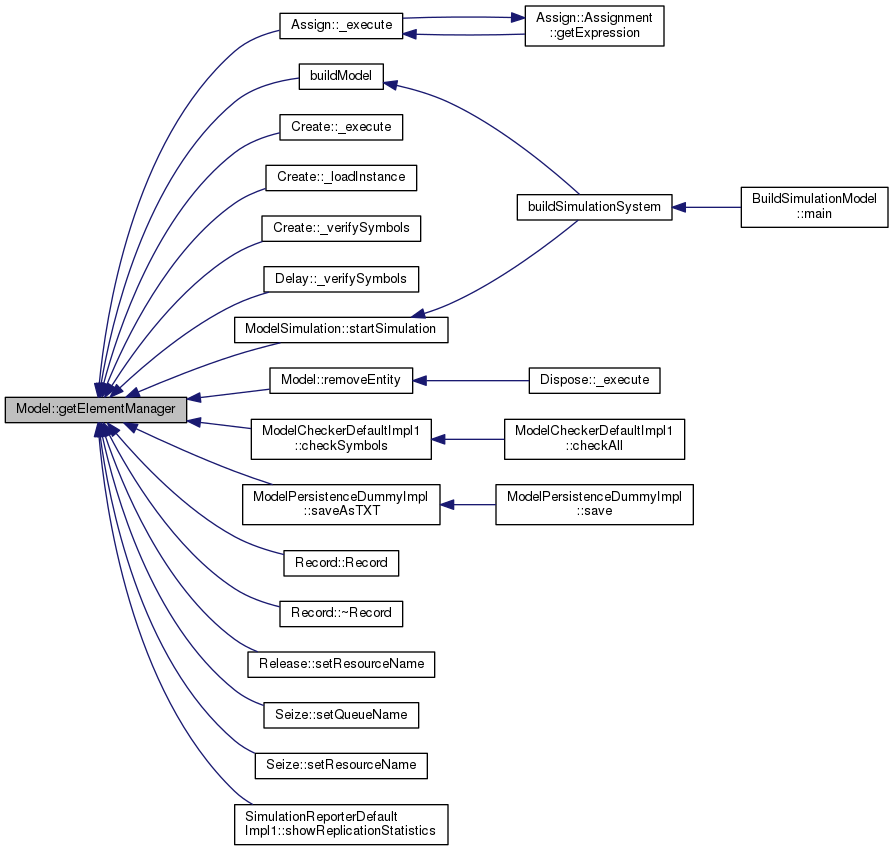 Assign::_execute
Assign::Assignment
::getExpression
buildModel
Create::_execute
Create::_loadInstance
buildSimulationSystem
BuildSimulationModel
::main
Create::_verifySymbols
Delay::_verifySymbols
ModelSimulation::startSimulation
Model::removeEntity
Dispose::_execute
Model::getElementManager
ModelCheckerDefaultImpl1
::checkSymbols
ModelCheckerDefaultImpl1
::checkAll
ModelPersistenceDummyImpl
::saveAsTXT
ModelPersistenceDummyImpl
::save
Record::Record
Record::~Record
Release::setResourceName
Seize::setQueueName
Seize::setResourceName
SimulationReporterDefault
Impl1::showReplicationStatistics